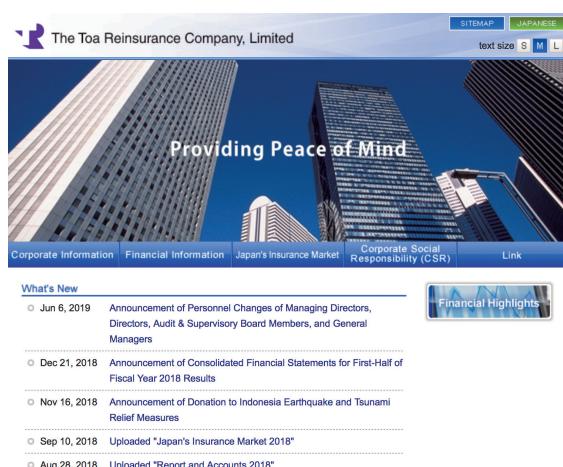 SITEMAP JAPANESE
The Toa Reinsurance Company, Limited
text size S M L
Providing Peace of Mind
Corporate Information Financial Information Japan's Insurance Market Corporate Social Responsibility (CSR) Link
What's New
Financial Highlights
Jun 6, 2019 Announcement of Personnel Changes of Managing Directors,
Directors, Audit & Supervisory Board Members, and General
Managers
Dec 21, 2018 Announcement of Consolidated Financial Statements for First-Half of
Fiscal Year 2018 Results
Nov 16, 2018 Announcement of Donation to Indonesia Earthquake and Tsunami
Relief Measures
Sep 10, 2018 Uploaded "Japan's Insurance Market 2018"
Aug 28, 2018 Uploaded "Report and Accounts 2018"